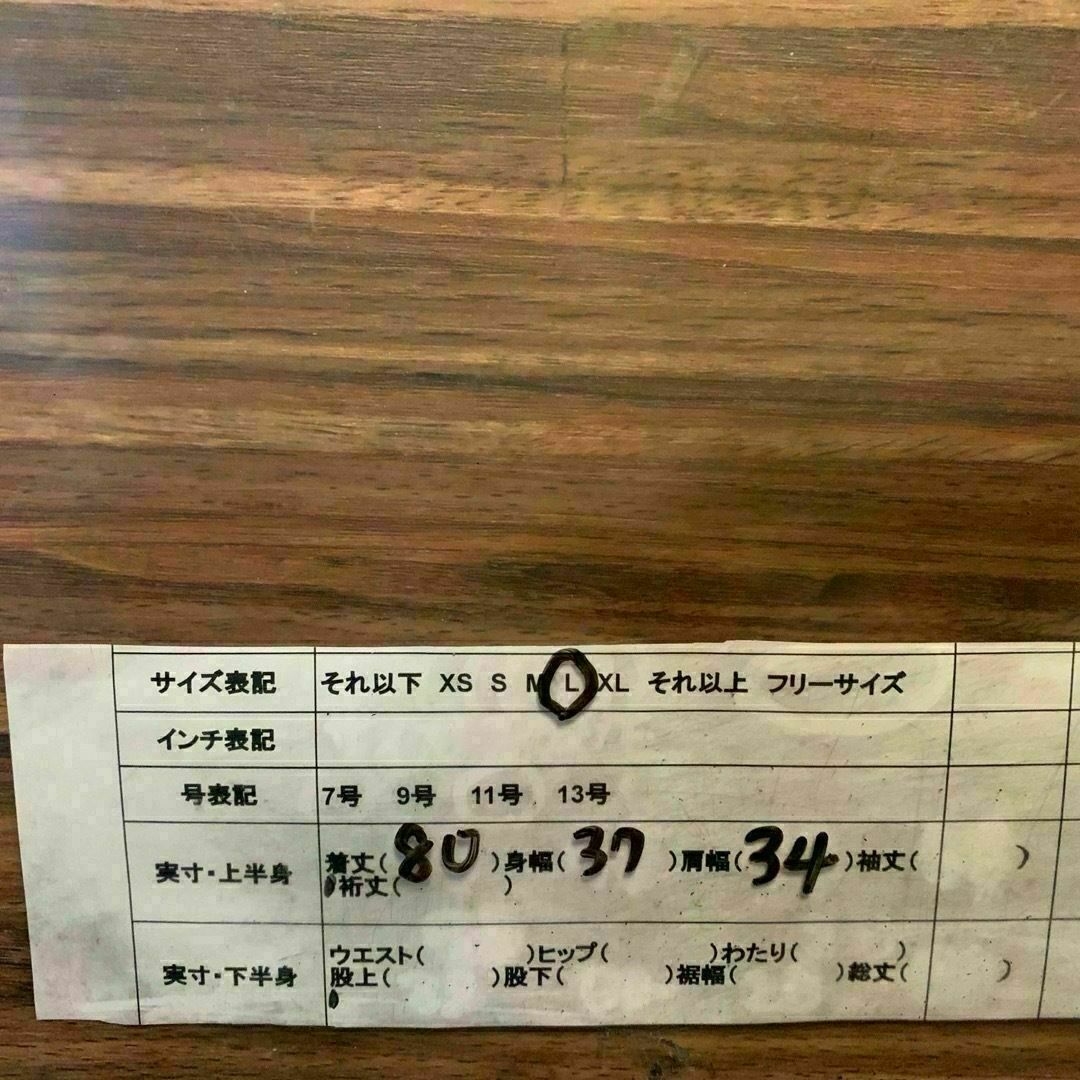 サイズ表記 それ以下 XS S M L XL それ以上 フリーサイズ
インチ表記
号表記 7号 9号 11号 13号
実寸・上半身 着丈(80)身幅(37)肩幅(34)袖丈( )
裄丈( )
実寸・下半身 ウエスト( )ヒップ( )わたり( )
股上( )股下( )裾幅( )総丈( )